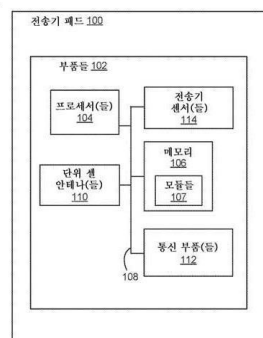 전송기 패드 100
부품들 102
프로세서(들)
104
전송기
센서(들)
114
메모리
106
모듈들
107
단위 셀
안테나(들)
110
통신 부품(들)
112
108